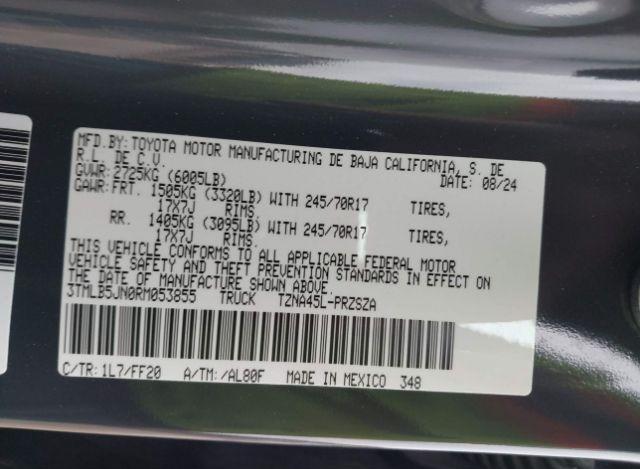 MFD.BY: TOYOTA MOTOR MANUFACTURING DE BAJA CALIFORNIA, S. DE
R.L. DE C.V. DATE: 08/24
GVWR: 2725KG (6005LB)
GAWR: FRT. 1505KG (3320LB) WITH 245/70R17 TIRES,
17X7J RIMS.
RR. 1405KG (3095LB) WITH 245/70R17 TIRES,
17X7J RIMS.
THIS VEHICLE CONFORMS TO ALL APPLICABLE FEDERAL MOTOR
VEHICLE SAFETY AND THEFT PREVENTION STANDARDS IN EFFECT ON
THE DATE OF MANUFACTURE SHOWN ABOVE.
3TMLB5JN0RM053855 TRUCK TZNA45L-PRZSZA
C/TR: 1L7/FF20 A/TM: /AL80F MADE IN MEXICO 348